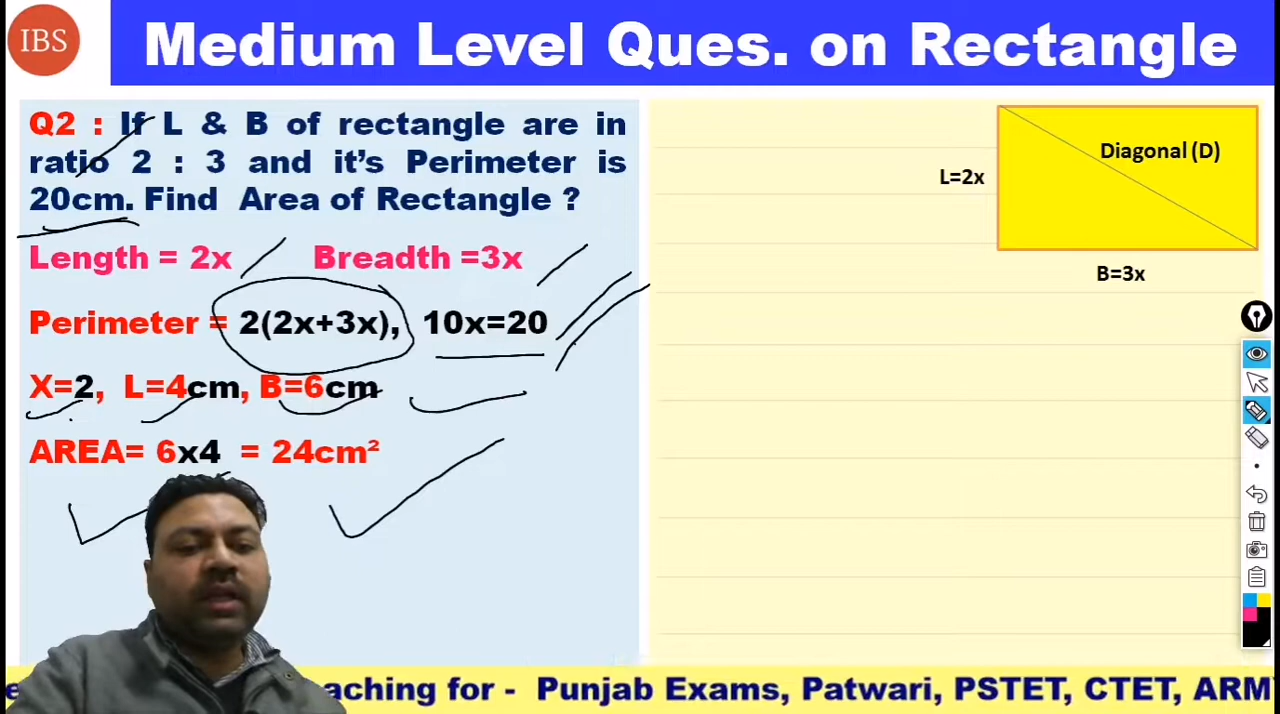 IBS
Medium Level Ques. on Rectangle
Q2 : If L & B of rectangle are in
ratio 2 : 3 and it's Perimeter is
20cm. Find Area of Rectangle ?
Length = 2x Breadth =3x
Perimeter = 2(2x+3x), 10x=20
X=2, L=4cm, B=6cm
AREA= 6x4 = 24cm²
Diagonal (D)
L=2x
B=3x
aching for - Punjab Exams, Patwari, PSTET, CTET, ARM